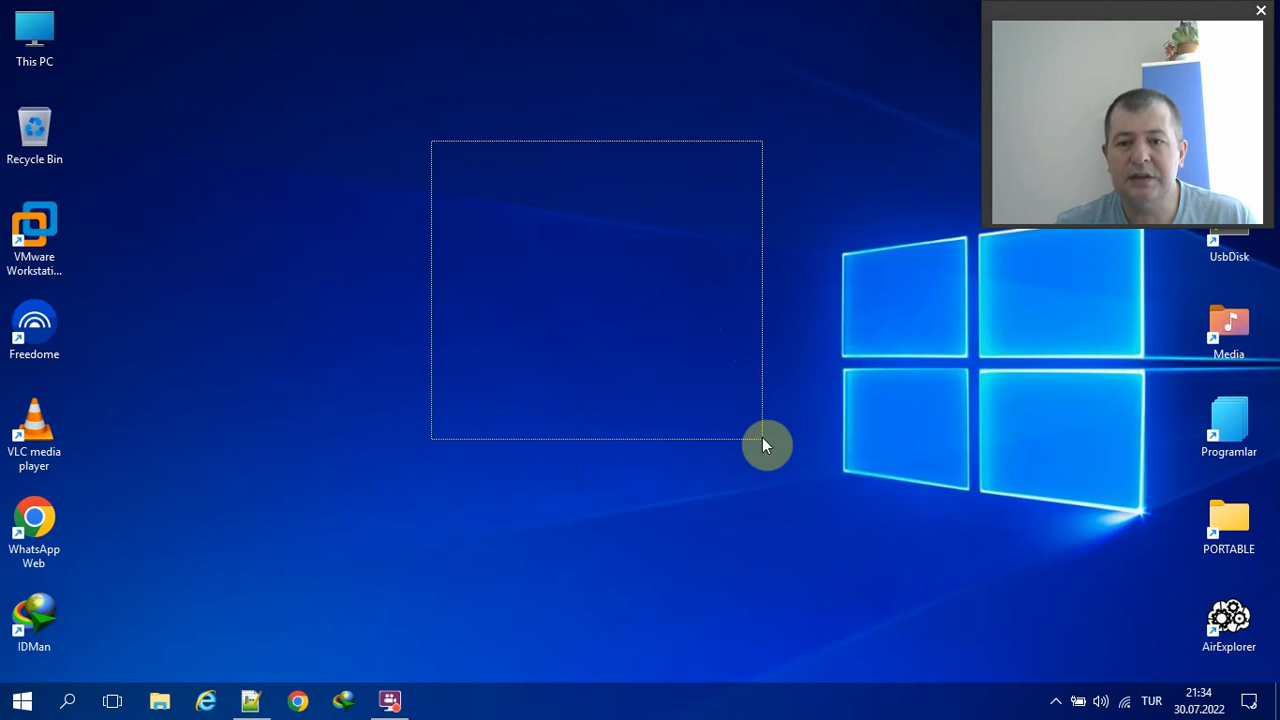 This PC
Recycle Bin
VMware
Workstati...
Freedome
VLC media
player
WhatsApp
Web
IDMan
UsbDisk
Media
Programlar
PORTABLE
AirExplorer
TUR
21:34
30.07.2022